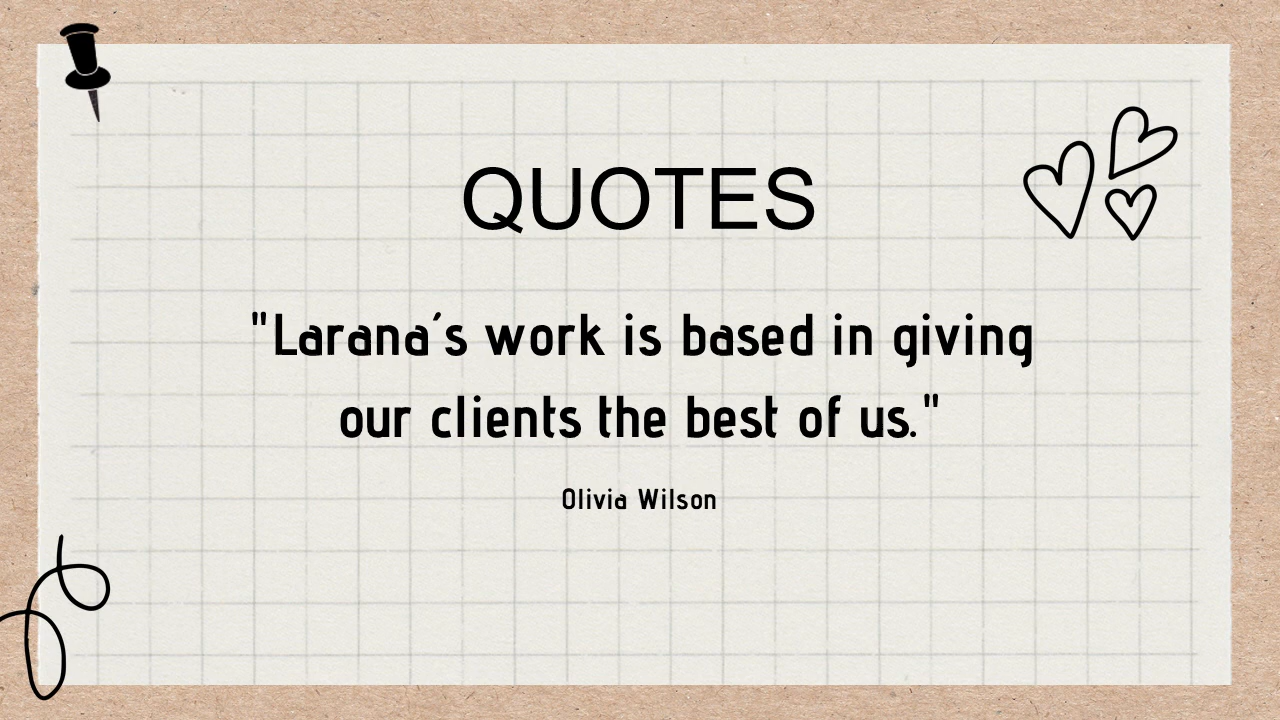 QUOTES
"Larana´s work is based in giving
our clients the best of us."
Olivia Wilson